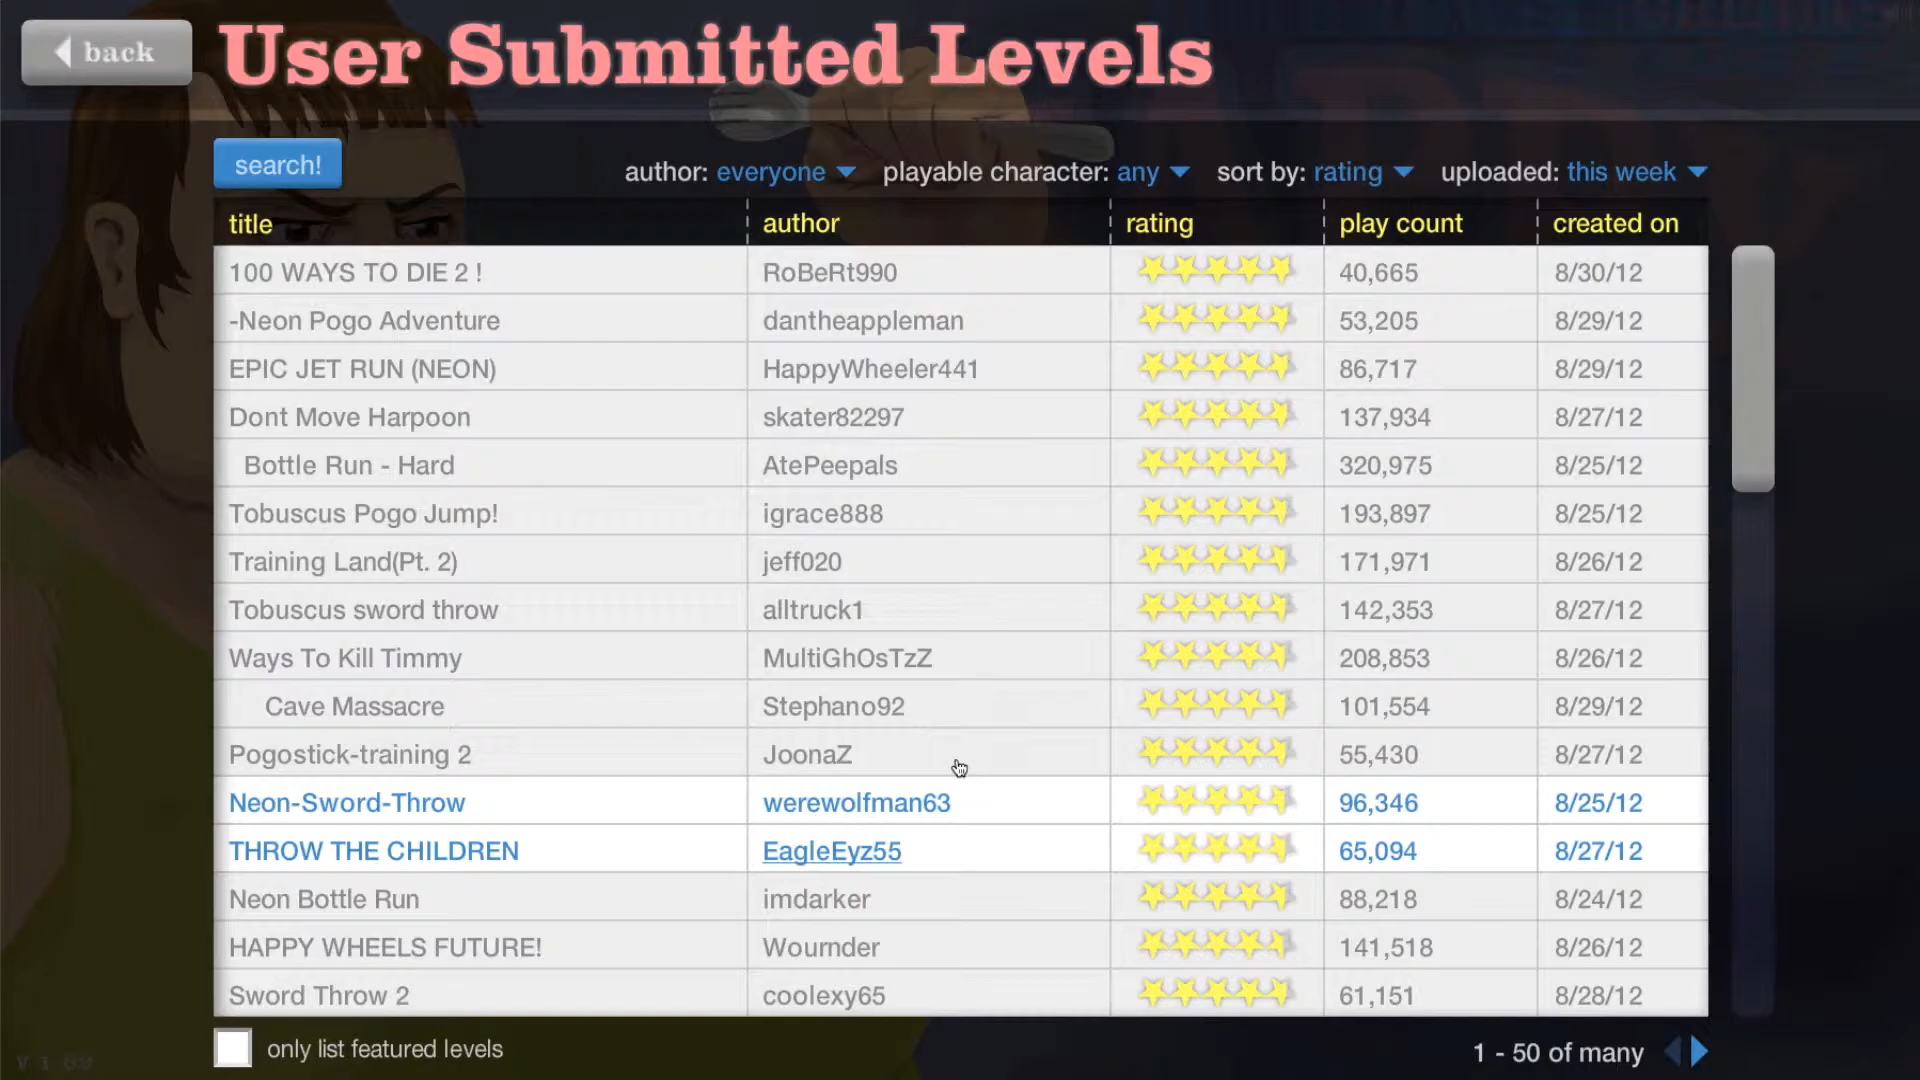 back
User Submitted Levels
search!
author: everyone playable character: any sort by: rating uploaded: this week
title author rating play count created on
100 WAYS TO DIE 2 ! RoBeRt990 40,665 8/30/12
-Neon Pogo Adventure dantheappleman 53,205 8/29/12
EPIC JET RUN (NEON) HappyWheeler441 86,717 8/29/12
Dont Move Harpoon skater82297 137,934 8/27/12
Bottle Run - Hard AtePeepals 320,975 8/25/12
Tobuscus Pogo Jump! igrace888 193,897 8/25/12
Training Land(Pt. 2) jeff020 171,971 8/26/12
Tobuscus sword throw alltruck1 142,353 8/27/12
Ways To Kill Timmy MultiGhOsTzZ 208,853 8/26/12
Cave Massacre Stephano92 101,554 8/29/12
Pogostick-training 2 JoonaZ 55,430 8/27/12
Neon-Sword-Throw werewolfman63 96,346 8/25/12
THROW THE CHILDREN EagleEyz55 65,094 8/27/12
Neon Bottle Run imdarker 88,218 8/24/12
HAPPY WHEELS FUTURE! Wournder 141,518 8/26/12
Sword Throw 2 coolexy65 61,151 8/28/12
only list featured levels
1 - 50 of many